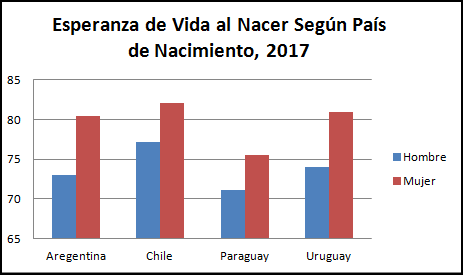 Esperanza de Vida al Nacer Según País
de Nacimiento, 2017
85
80
75
70
65
Aregentina Chile Paraguay Uruguay
Hombre
Mujer